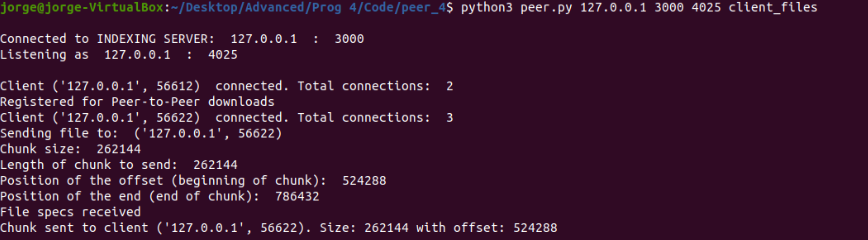 jorge@jorge-VirtualBox:~/Desktop/Advanced/Prog 4/Code/peer_4$ python3 peer.py 127.0.0.1 3000 4025 client_files
Connected to INDEXING SERVER:  127.0.0.1  :  3000
Listening as  127.0.0.1  :  4025
Client ('127.0.0.1', 56612)  connected. Total connections:  2
Registered for Peer-to-Peer downloads
Client ('127.0.0.1', 56622)  connected. Total connections:  3
Sending file to:  ('127.0.0.1', 56622)
Chunk size:  262144
Length of chunk to send:  262144
Position of the offset (beginning of chunk):  524288
Position of the end (end of chunk):  786432
File specs received
Chunk sent to client ('127.0.0.1', 56622). Size: 262144 with offset: 524288